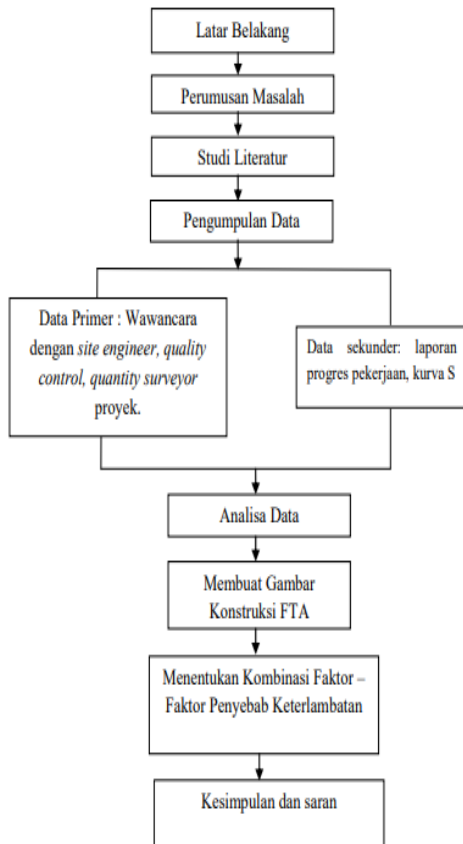 Latar Belakang
Perumusan Masalah
Studi Literatur
Pengumpulan Data
Data Primer : Wawancara
dengan site engineer, quality
control, quantity surveyor
proyek.
Data sekunder: laporan
progres pekerjaan, kurva S
Analisa Data
Membuat Gambar
Konstruksi FTA
Menentukan Kombinasi Faktor –
Faktor Penyebab Keterlambatan
Kesimpulan dan saran